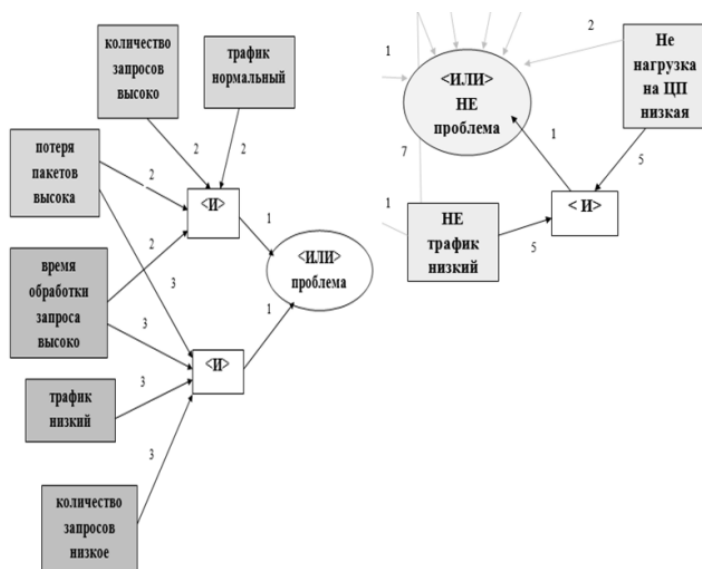 количество
запросов
высоко
трафик
нормальный
потеря
пакетов
высока
время
обработки
запроса
высоко
трафик
низкий
количество
запросов
низкое
<И>
<И>
<ИЛИ>
проблема
2
2
2
2
3
3
3
3
1
1
<ИЛИ>
НЕ
проблема
Не
нагрузка
на ЦП
низкая
НЕ
трафик
низкий
< И>
1
2
7
1
1
5
5